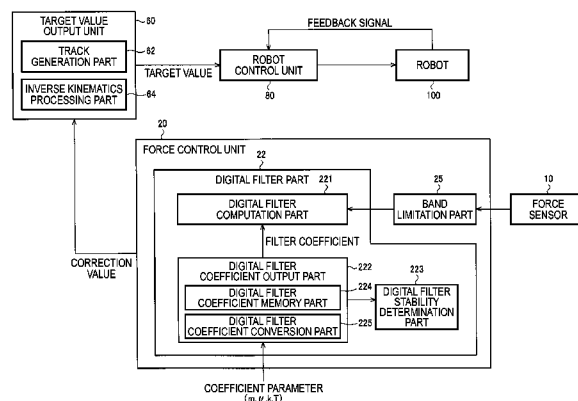 TARGET VALUE
OUTPUT UNIT
60
TRACK
GENERATION PART
62
INVERSE KINEMATICS
PROCESSING PART
64
TARGET VALUE
FEEDBACK SIGNAL
ROBOT
CONTROL UNIT
80
ROBOT
100
20
FORCE CONTROL UNIT
22
DIGITAL FILTER PART
221
DIGITAL FILTER
COMPUTATION PART
25
BAND
LIMITATION PART
10
FORCE
SENSOR
FILTER COEFFICIENT
CORRECTION
VALUE
DIGITAL FILTER
COEFFICIENT OUTPUT PART
222
DIGITAL FILTER
COEFFICIENT MEMORY PART
224
DIGITAL FILTER
COEFFICIENT CONVERSION PART
225
223
DIGITAL FILTER
STABILITY
DETERMINATION
PART
COEFFICIENT PARAMETER
(m,μ,k,T)